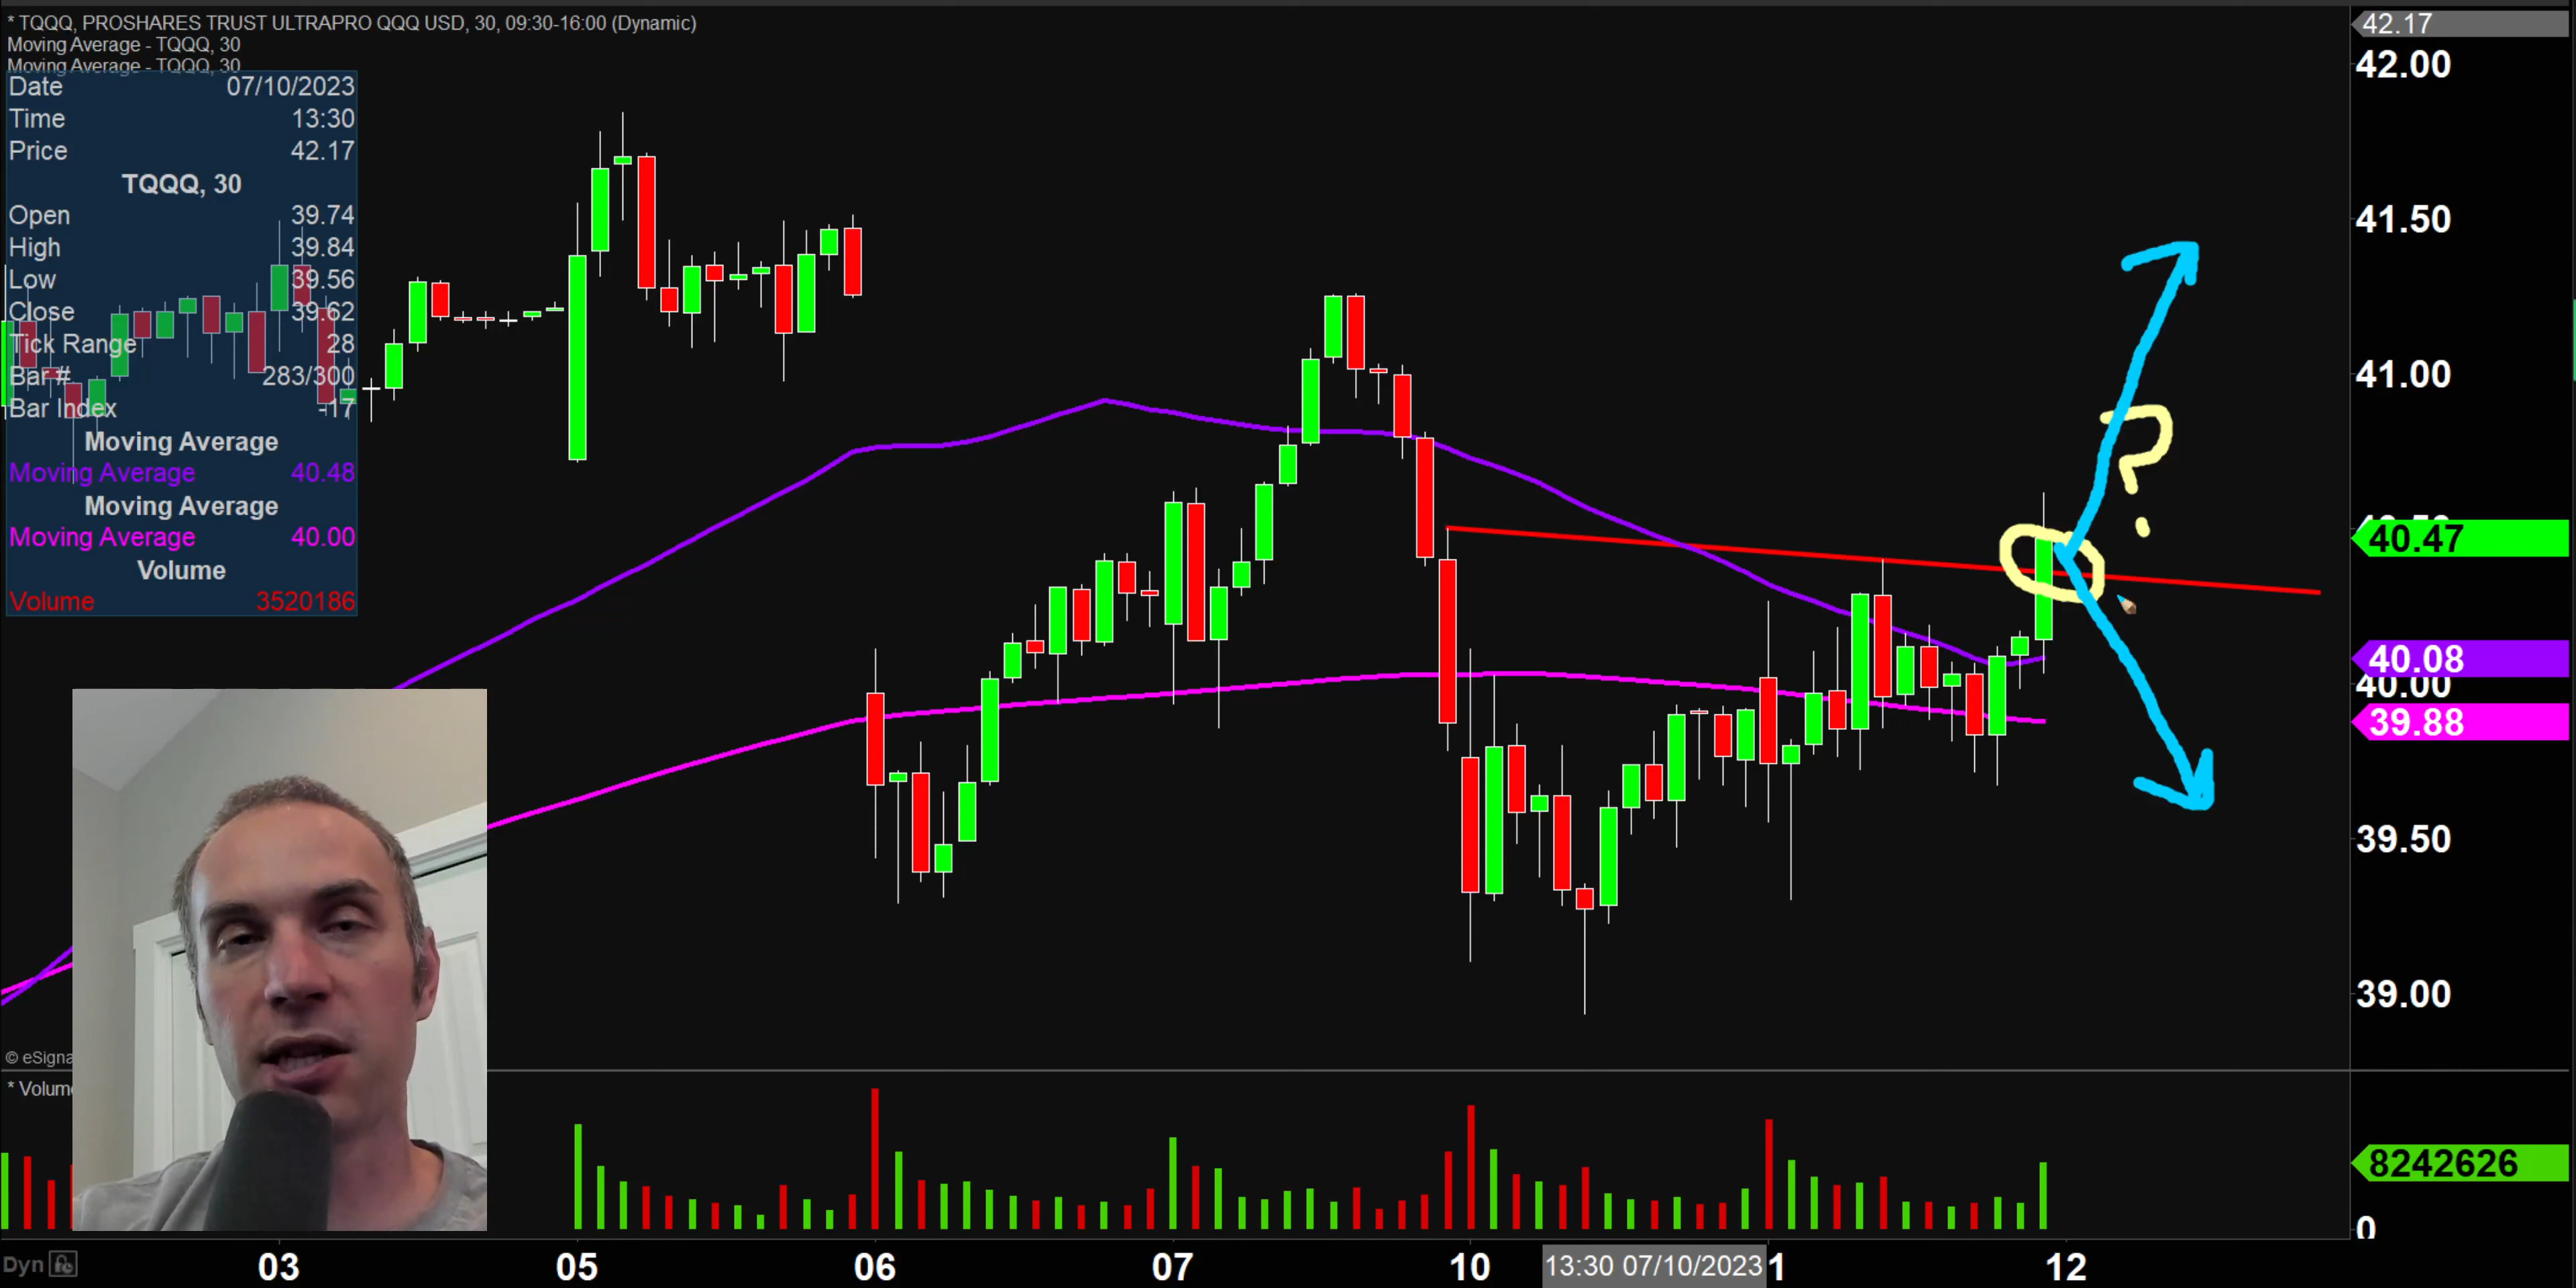 * TQQQ, PROSHARES TRUST ULTRAPRO QQQ USD, 30, 09:30-16:00 (Dynamic)
Moving Average - TQQQ, 30
Moving Average - TQQQ, 30
Date 07/10/2023
Time 13:30
Price 42.17
TQQQ, 30
Open 39.74
High 39.84
Low 39.56
Close 39.62
Tick Range 28
Bar # 283/300
Bar Index -17
Moving Average
Moving Average 40.48
Moving Average
Moving Average 40.00
Volume
Volume 3520186
42.17
42.00
41.50
41.00
?
40.47
40.08
40.00
39.88
39.50
39.00
© eSigna
* Volum
8242626
0
Dyn
03 05 06 07 10 13:30 07/10/2023 1 12